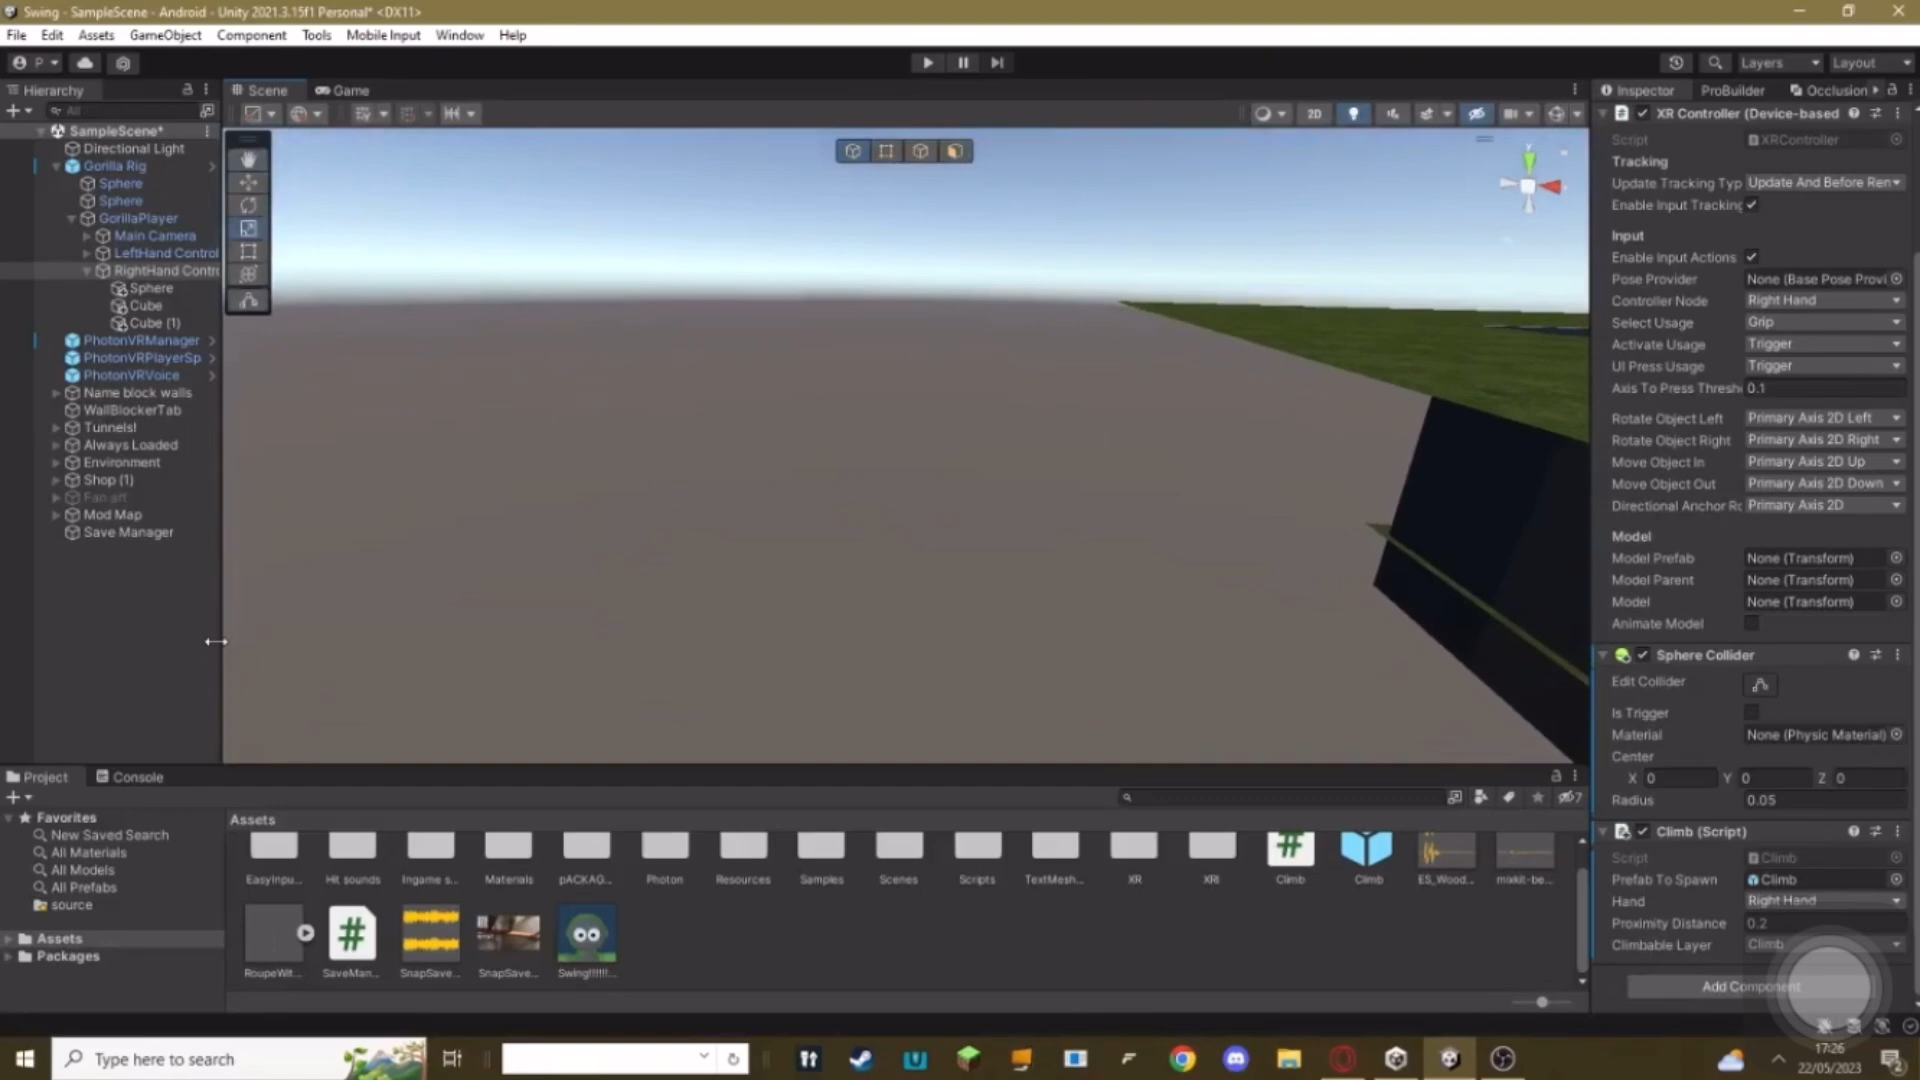 Swing - SampleScene - Android - Unity 2021.3.15f1 Personal* <DX11>
File Edit Assets GameObject Component Tools Mobile Input Window Help
P Layers Layout
Hierarchy Scene Game Inspector ProBuilder Occlusion
All 2D XR Controller (Device-based
SampleScene*
Directional Light
Gorilla Rig
Sphere
Sphere
GorillaPlayer
Main Camera
LeftHand Control
RightHand Contr
Sphere
Cube
Cube (1)
PhotonVRManager
PhotonVRPlayerSp
PhotonVRVoice
Name block walls
WallBlockerTab
Tunnels!
Always Loaded
Environment
Shop (1)
Fan art
Mod Map
Save Manager
y
Script XRController
Tracking
Update Tracking Typ Update And Before Ren
Enable Input Tracking
Input
Enable Input Actions
Pose Provider None (Base Pose Provi
Controller Node Right Hand
Select Usage Grip
Activate Usage Trigger
UI Press Usage Trigger
Axis To Press Thresh 0.1
Rotate Object Left Primary Axis 2D Left
Rotate Object Right Primary Axis 2D Right
Move Object In Primary Axis 2D Up
Move Object Out Primary Axis 2D Down
Directional Anchor Rc Primary Axis 2D
Model
Model Prefab None (Transform)
Model Parent None (Transform)
Model None (Transform)
Animate Model
Sphere Collider
Edit Collider
Is Trigger
Material None (Physic Material)
Center
X 0 Y 0 Z 0
Radius 0.05
Climb (Script)
Script Climb
Prefab To Spawn Climb
Hand Right Hand
Proximity Distance 0.2
Climbable Layer Climb
Add Component
Project Console
7
Favorites
New Saved Search
All Materials
All Models
All Prefabs
source
Assets
Packages
Assets
EasyInpu... Hit sounds Ingame s... Materials pACKAG... Photon Resources Samples Scenes Scripts TextMesh... XR XRI Climb Climb ES_Wood... mixkit-be...
RoupeWit... SaveMan... SnapSave... SnapSave... Swing!!!!!!...
Type here to search
17:26
22/05/2023
2